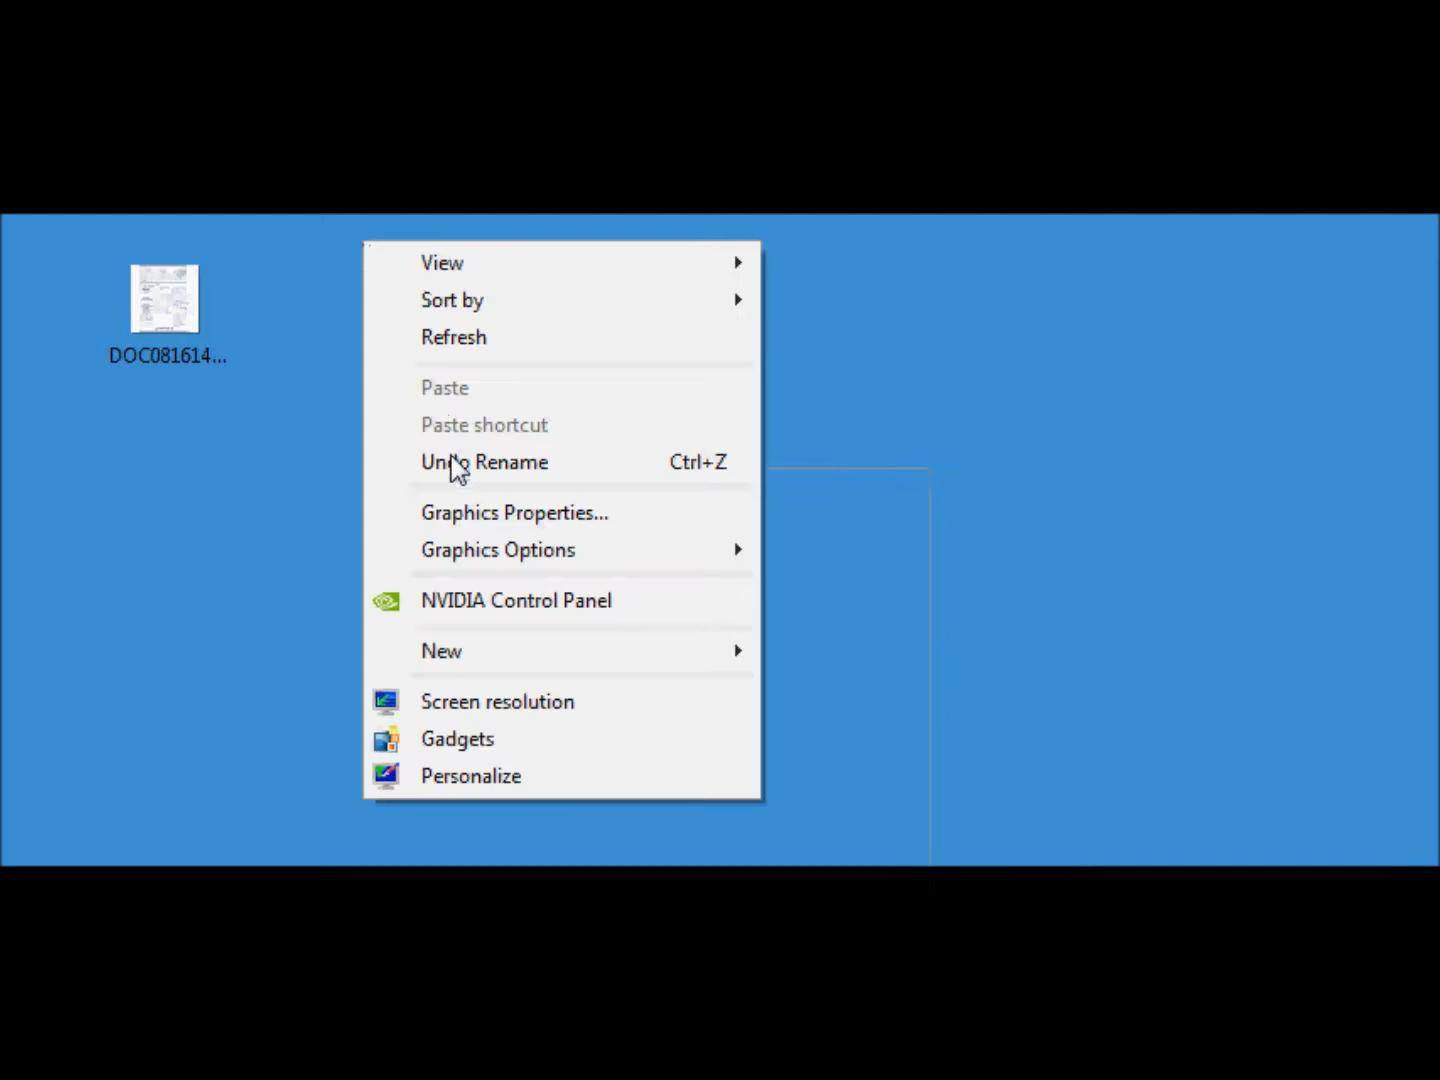 DOC081614...
View
Sort by
Refresh
Paste
Paste shortcut
Undo Rename Ctrl+Z
Graphics Properties...
Graphics Options
NVIDIA Control Panel
New
Screen resolution
Gadgets
Personalize